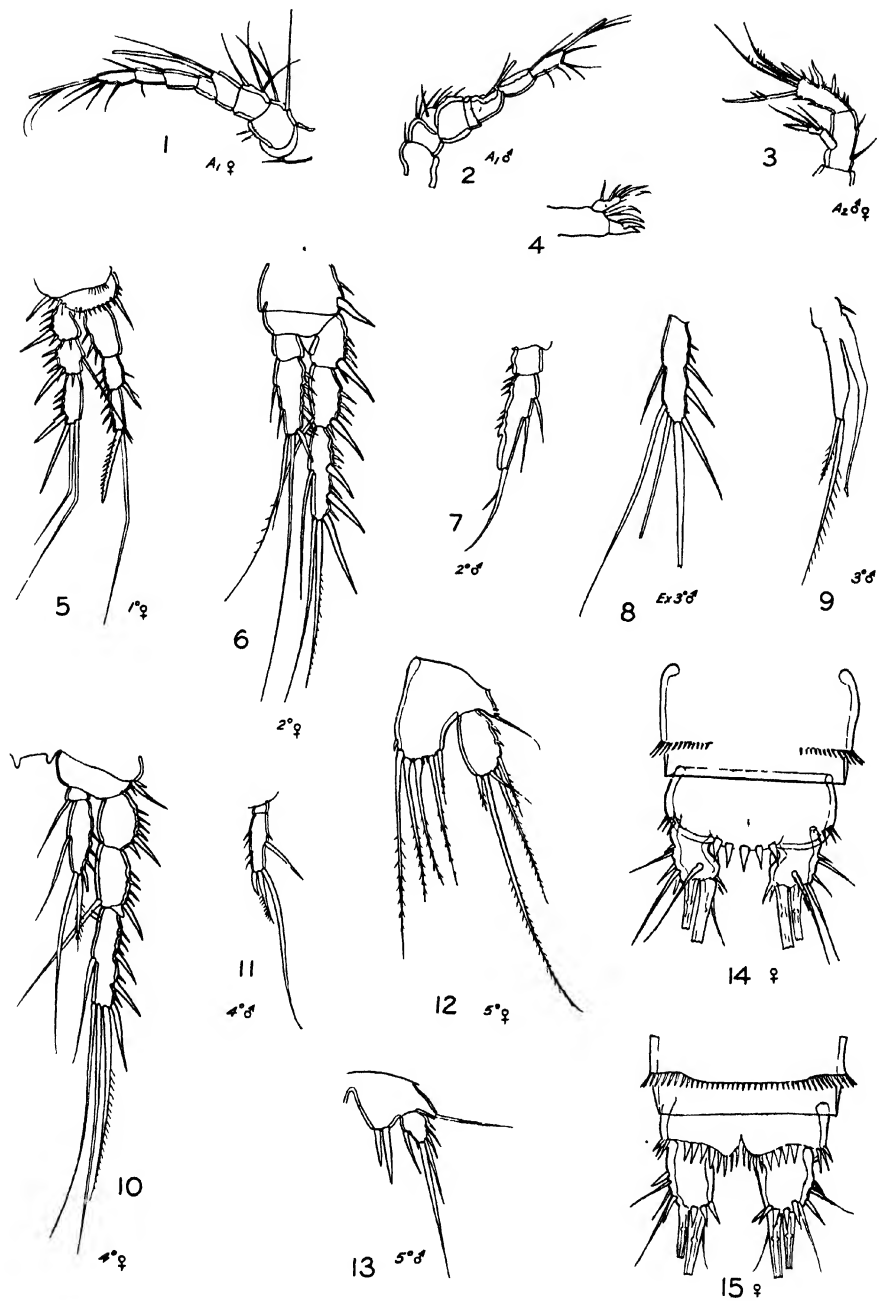 1 A₁ ♀
2 A₁ ♂
3 A₂ ♂♀
4
5 1° ♀
6 2° ♀
7 2° ♂
8 Ex 3° ♂
9 3° ♂
10 4° ♀
11 4° ♂
12 5° ♀
13 5° ♂
14 ♀
15 ♀